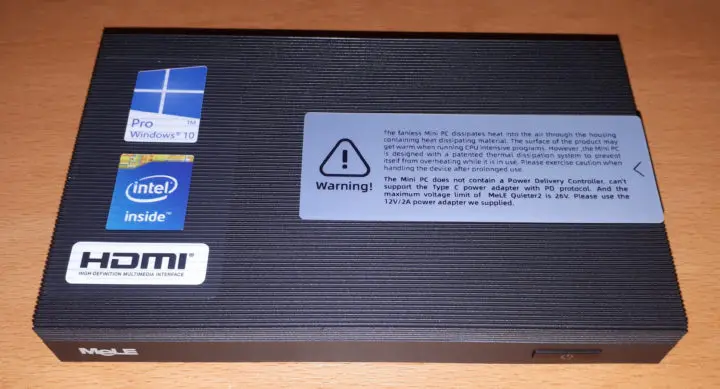 Pro ™
Windows® 10
intel®
inside™
HDMI®
HIGH-DEFINITION MULTIMEDIA INTERFACE
Warning!
The fanless Mini PC dissipates heat into the air through the housing
containing heat dissipating material. The surface of the product may
get warm when running CPU intensive programs. However ,the Mini PC
is designed with a patented thermal dissipation system to prevent
itself from overheating while it is in use. Please exercise caution when
handling the device after prolonged use.
The Mini PC does not contain a Power Delivery Controller, can't
support the Type C power adapter with PD protocol. And the
maximum voltage limit of MeLE Quieter2 is 26V. Please use the
12V/2A power adapter we supplied.
MeLE